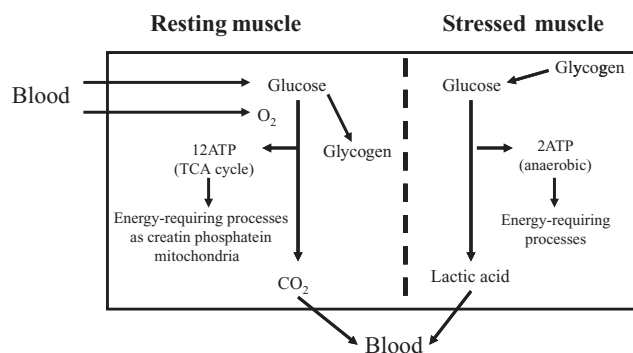 Resting muscle
Stressed muscle
Blood
Glucose
O2
Glycogen
12ATP
(TCA cycle)
Energy-requiring processes
as creatin phosphatein
mitochondria
CO2
Glycogen
Glucose
2ATP
(anaerobic)
Energy-requiring
processes
Lactic acid
Blood